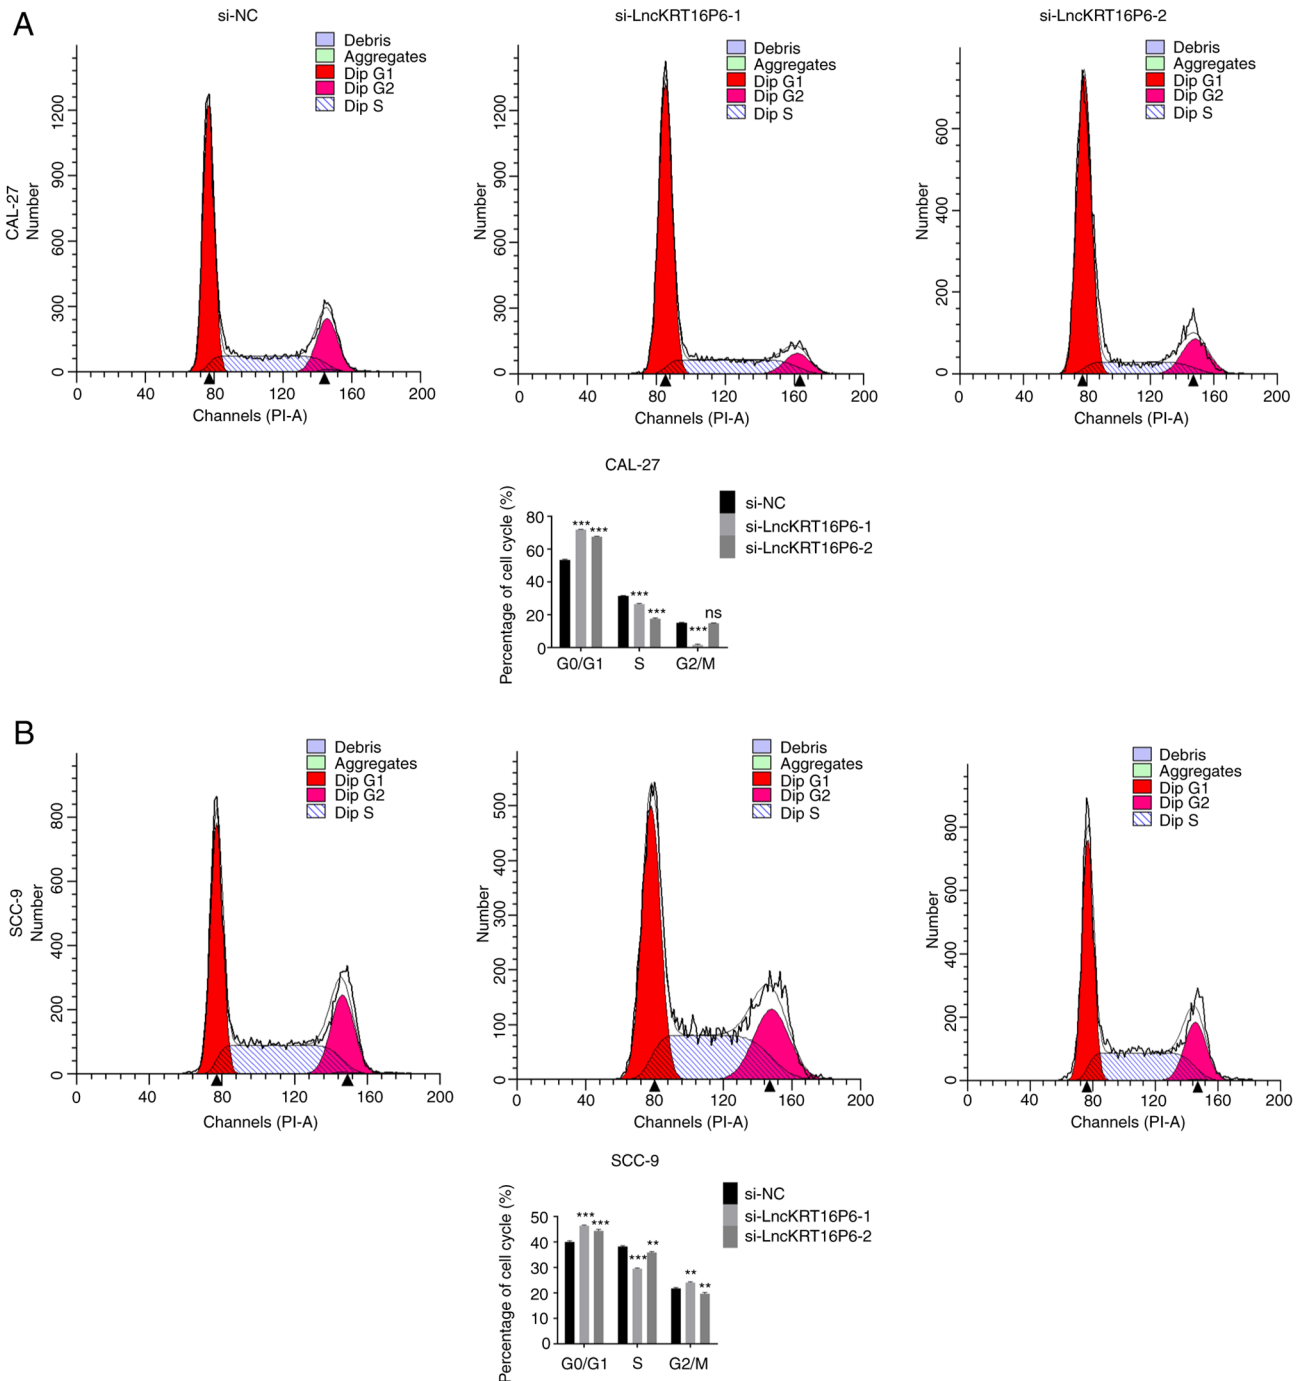 A
si-NC
si-LncKRT16P6-1
si-LncKRT16P6-2
Debris
Aggregates
Dip G1
Dip G2
Dip S
CAL-27
Number
0
300
600
900
1200
0
40
80
120
160
200
Channels (PI-A)
Debris
Aggregates
Dip G1
Dip G2
Dip S
Number
0
300
600
900
1200
0
40
80
120
160
200
Channels (PI-A)
Debris
Aggregates
Dip G1
Dip G2
Dip S
Number
0
200
400
600
0
40
80
120
160
200
Channels (PI-A)
CAL-27
Percentage of cell cycle (%)
80
60
40
20
0
*** ***
*** ***
*** ns
G0/G1 S G2/M
si-NC
si-LncKRT16P6-1
si-LncKRT16P6-2
B
Debris
Aggregates
Dip G1
Dip G2
Dip S
SCC-9
Number
0
200
400
600
800
0
40
80
120
160
200
Channels (PI-A)
Debris
Aggregates
Dip G1
Dip G2
Dip S
Number
0
100
200
300
400
500
0
40
80
120
160
200
Channels (PI-A)
Debris
Aggregates
Dip G1
Dip G2
Dip S
Number
0
200
400
600
800
0
40
80
120
160
200
Channels (PI-A)
SCC-9
Percentage of cell cycle (%)
50
40
30
20
10
0
*** ***
*** **
** **
G0/G1 S G2/M
si-NC
si-LncKRT16P6-1
si-LncKRT16P6-2